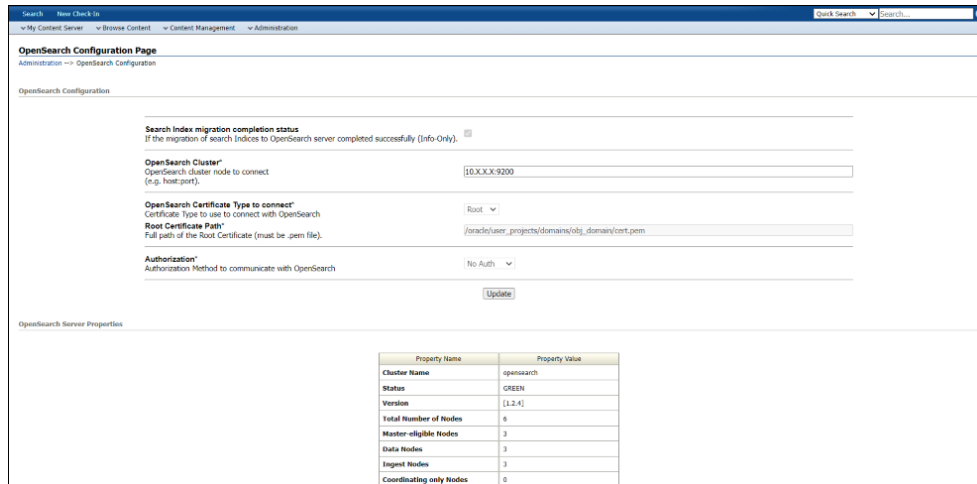 Search New Check-In Quick Search Search...
My Content Server Browse Content Content Management Administration
OpenSearch Configuration Page
Administration --> OpenSearch Configuration
OpenSearch Configuration
Search Index migration completion status
If the migration of search Indices to OpenSearch server completed successfully (Info-Only).
OpenSearch Cluster*
OpenSearch cluster node to connect
(e.g. host:port).
10.X.X.X:9200
OpenSearch Certificate Type to connect*
Certificate Type to use to connect with OpenSearch
Root
Root Certificate Path*
Full path of the Root Certificate (must be .pem file).
/oracle/user_projects/domains/obj_domain/cert.pem
Authorization*
Authorization Method to communicate with OpenSearch
No Auth
Update
OpenSearch Server Properties
Property Name Property Value
Cluster Name opensearch
Status GREEN
Version [1.2.4]
Total Number of Nodes 6
Master-eligible Nodes 3
Data Nodes 3
Ingest Nodes 3
Coordinating only Nodes 0